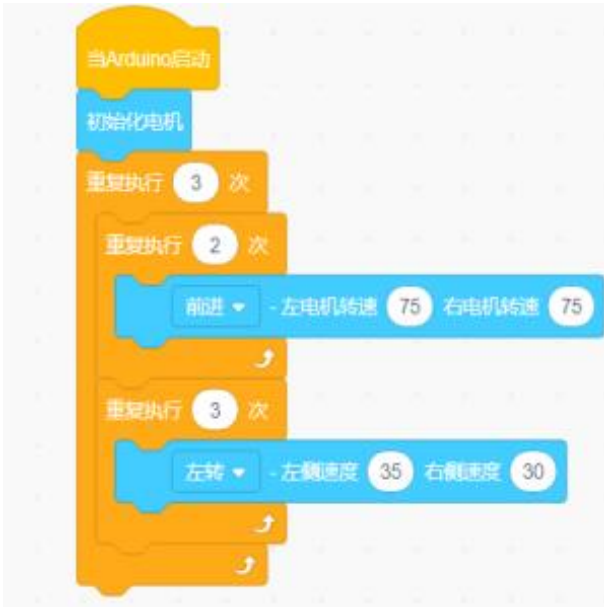 当Arduino启动
初始化电机
重复执行 3 次
重复执行 2 次
前进 - 左电机转速 75 右电机转速 75
重复执行 3 次
左转 - 左侧速度 35 右侧速度 30